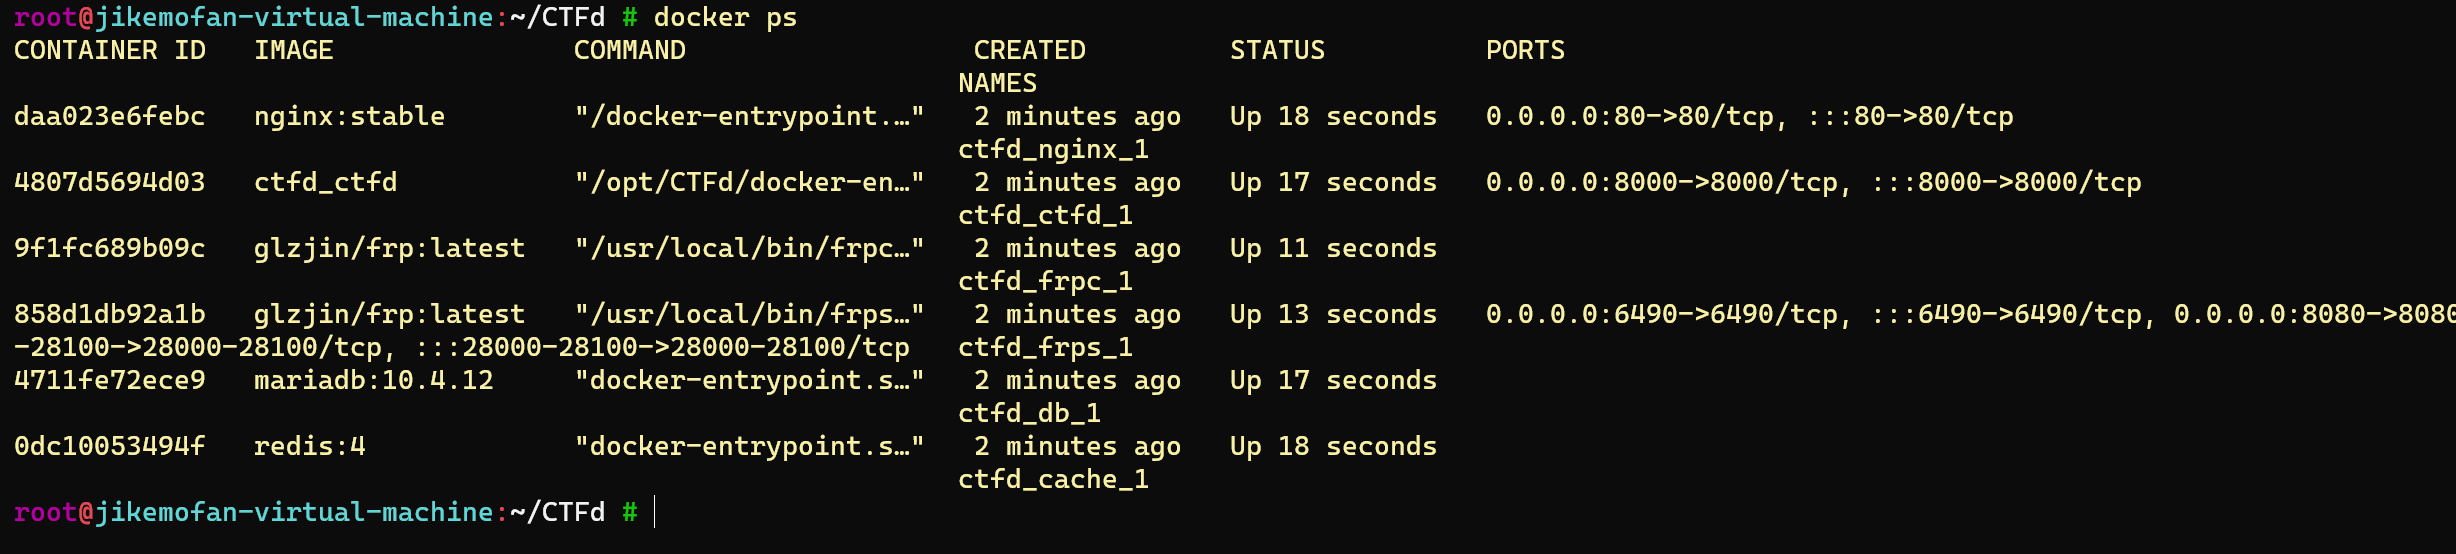 root@jikemofan-virtual-machine:~/CTFd # docker ps
CONTAINER ID   IMAGE               COMMAND                  CREATED         STATUS          PORTS
NAMES
daa023e6febc   nginx:stable        "/docker-entrypoint.…"   2 minutes ago   Up 18 seconds   0.0.0.0:80->80/tcp, :::80->80/tcp
ctfd_nginx_1
4807d5694d03   ctfd_ctfd           "/opt/CTFd/docker-en…"   2 minutes ago   Up 17 seconds   0.0.0.0:8000->8000/tcp, :::8000->8000/tcp
ctfd_ctfd_1
9f1fc689b09c   glzjin/frp:latest   "/usr/local/bin/frpc…"   2 minutes ago   Up 11 seconds
ctfd_frpc_1
858d1db92a1b   glzjin/frp:latest   "/usr/local/bin/frps…"   2 minutes ago   Up 13 seconds   0.0.0.0:6490->6490/tcp, :::6490->6490/tcp, 0.0.0.0:8080->8080
-28100->28000-28100/tcp, :::28000-28100->28000-28100/tcp   ctfd_frps_1
4711fe72ece9   mariadb:10.4.12     "docker-entrypoint.s…"   2 minutes ago   Up 17 seconds
ctfd_db_1
0dc10053494f   redis:4             "docker-entrypoint.s…"   2 minutes ago   Up 18 seconds
ctfd_cache_1
root@jikemofan-virtual-machine:~/CTFd #